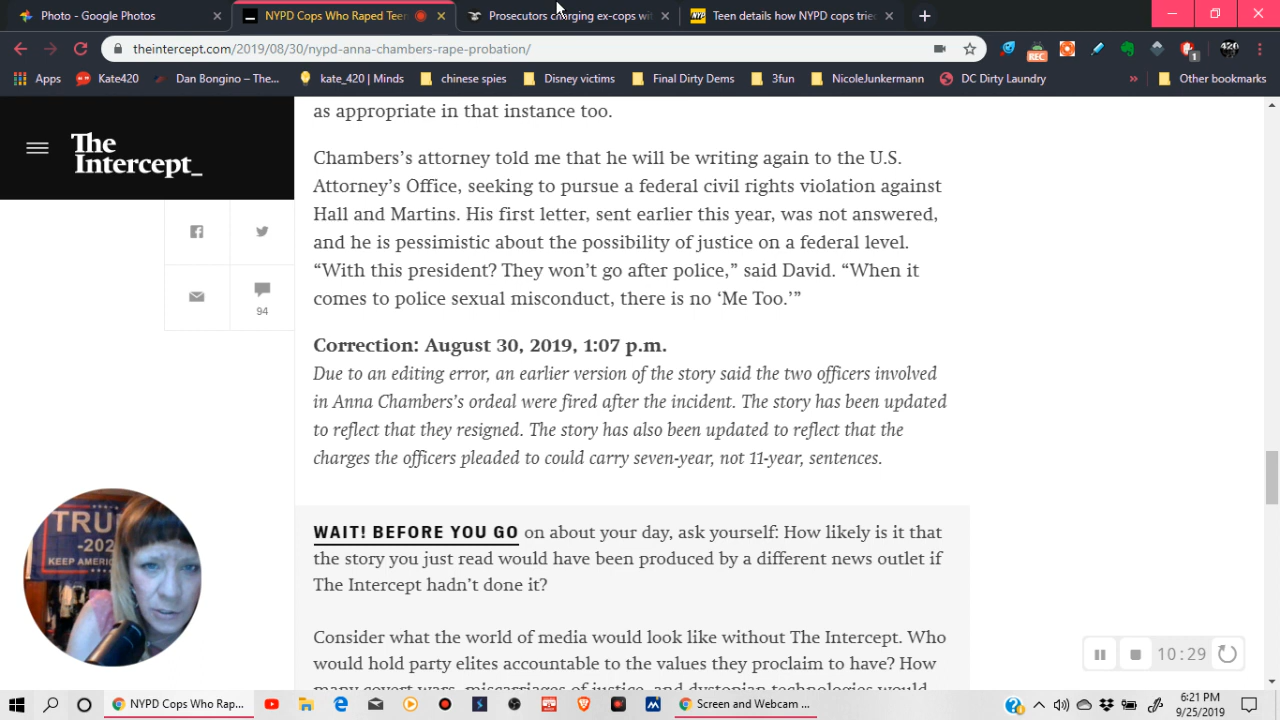 Photo - Google Photos
NYPD Cops Who Raped Teen
Prosecutors charging ex-cops wit
Teen details how NYPD cops tried
theintercept.com/2019/08/30/nypd-anna-chambers-rape-probation/
REC
1
420
Apps
Kate420
Dan Bongino – The...
kate_420 | Minds
chinese spies
Disney victims
Final Dirty Dems
3fun
NicoleJunkermann
DC Dirty Laundry
»
Other bookmarks
The
Intercept_
94
as appropriate in that instance too.
Chambers’s attorney told me that he will be writing again to the U.S.
Attorney’s Office, seeking to pursue a federal civil rights violation against
Hall and Martins. His first letter, sent earlier this year, was not answered,
and he is pessimistic about the possibility of justice on a federal level.
“With this president? They won’t go after police,” said David. “When it
comes to police sexual misconduct, there is no ‘Me Too.’”
Correction: August 30, 2019, 1:07 p.m.
Due to an editing error, an earlier version of the story said the two officers involved
in Anna Chambers’s ordeal were fired after the incident. The story has been updated
to reflect that they resigned. The story has also been updated to reflect that the
charges the officers pleaded to could carry seven-year, not 11-year, sentences.
WAIT! BEFORE YOU GO on about your day, ask yourself: How likely is it that
the story you just read would have been produced by a different news outlet if
The Intercept hadn’t done it?
Consider what the world of media would look like without The Intercept. Who
would hold party elites accountable to the values they proclaim to have? How
many covert wars, miscarriages of justice, and dystopian technologies would
TRUM
-202
KEEP AMERIC
10:29
NYPD Cops Who Rap...
Screen and Webcam ...
6:21 PM
9/25/2019